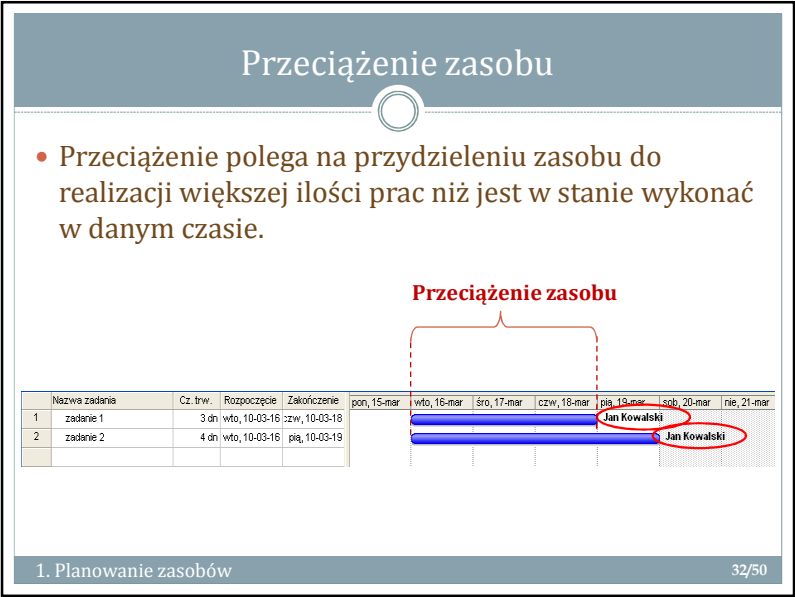 Przeciążenie zasobu
• Przeciążenie polega na przydzieleniu zasobu do
realizacji większej ilości prac niż jest w stanie wykonać
w danym czasie.
Przeciążenie zasobu
Nazwa zadania Cz. trw. Rozpoczęcie Zakończenie pon, 15-mar wto, 16-mar śro, 17-mar czw, 18-mar pią, 19-mar sob, 20-mar nie, 21-mar
1 zadanie 1 3 dn wto, 10-03-16 czw, 10-03-18 Jan Kowalski
2 zadanie 2 4 dn wto, 10-03-16 pią, 10-03-19 Jan Kowalski
1. Planowanie zasobów 32/50